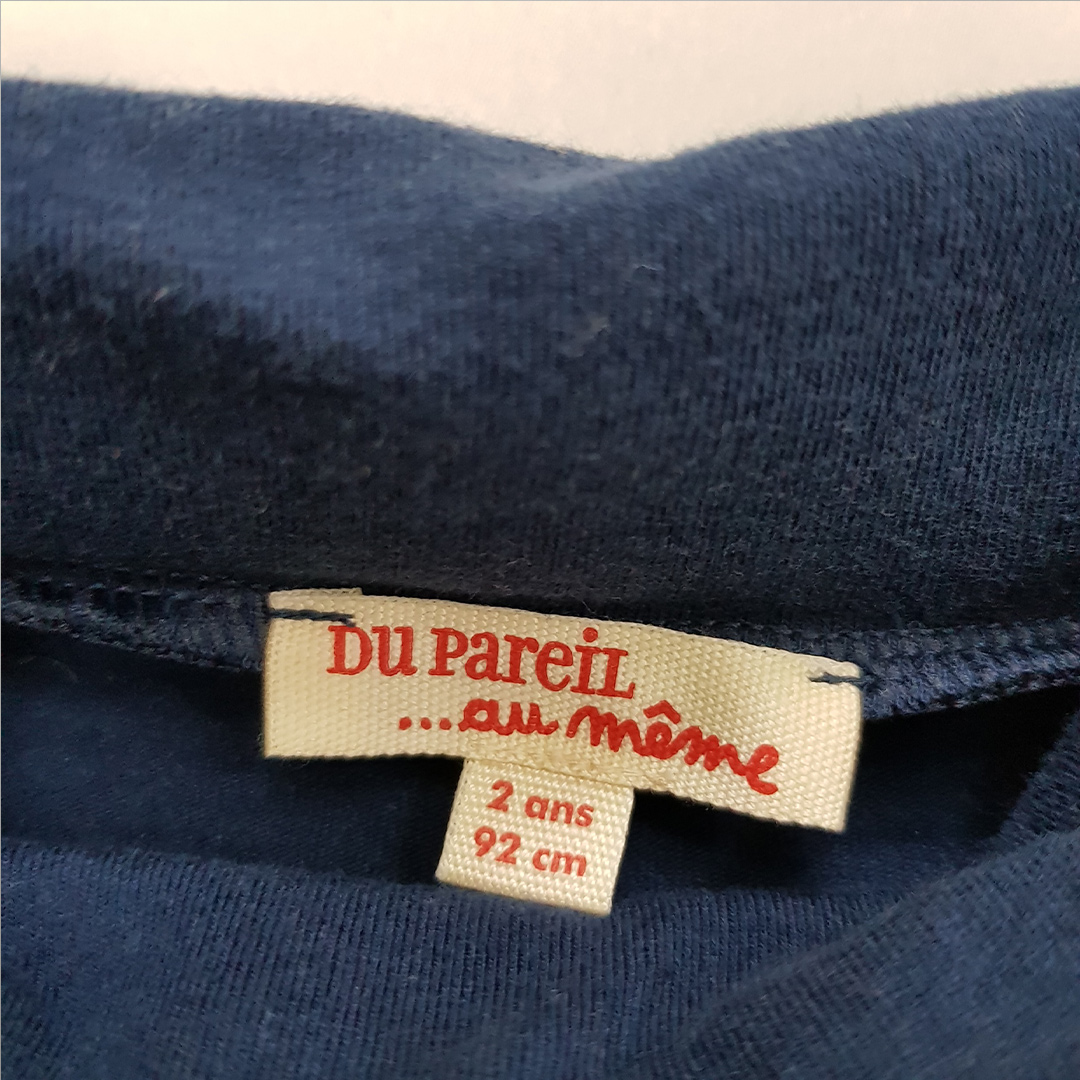 DU PAREIL
...au même
2 ans
92 cm